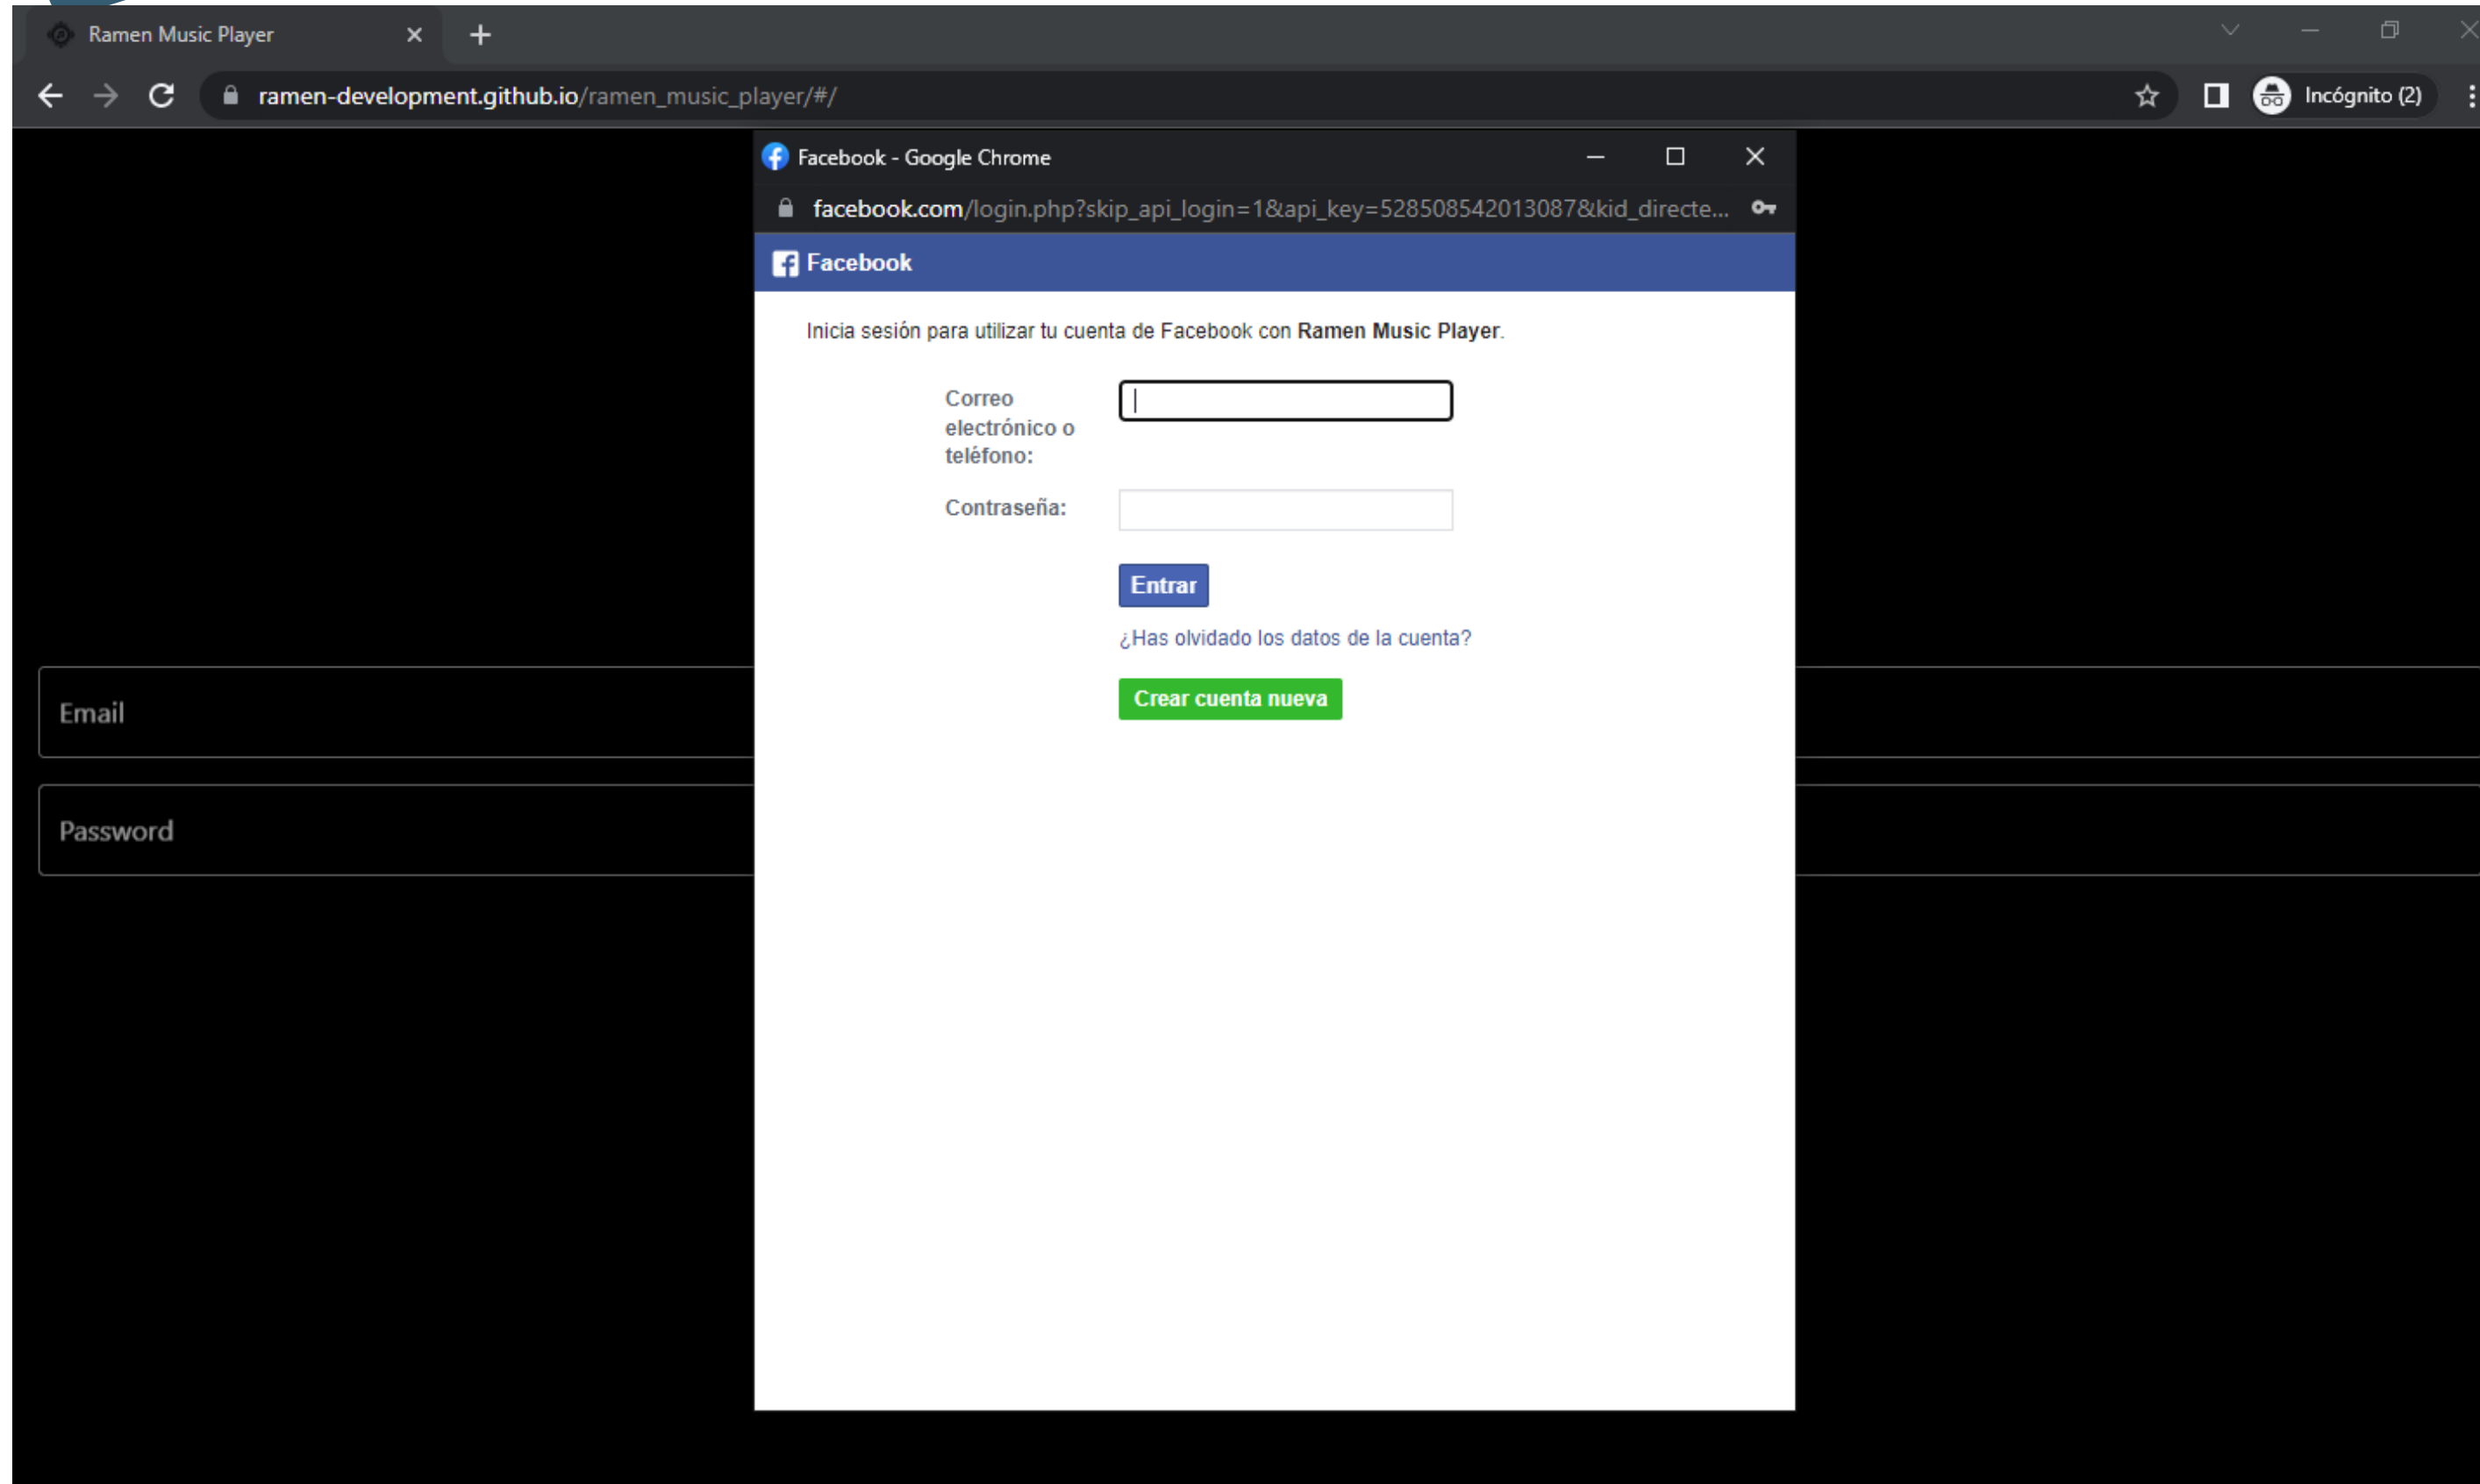 Ramen Music Player
ramen-development.github.io/ramen_music_player/#/
Incógnito (2)
Facebook - Google Chrome
facebook.com/login.php?skip_api_login=1&api_key=528508542013087&kid_directe...
Facebook
Inicia sesión para utilizar tu cuenta de Facebook con Ramen Music Player.
Correo
electrónico o
teléfono:
Contraseña:
Entrar
¿Has olvidado los datos de la cuenta?
Crear cuenta nueva
Email
Password